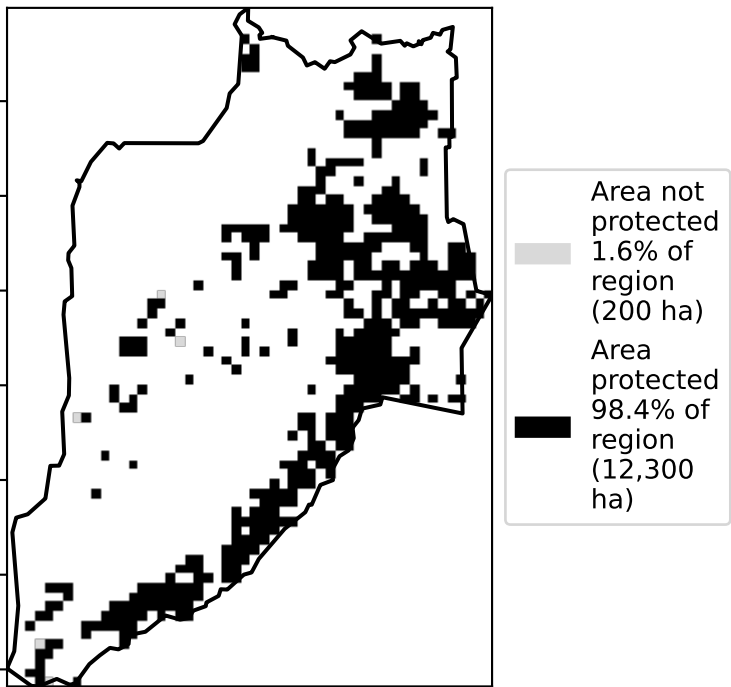 Area not
protected
1.6% of
region
(200 ha)
Area
protected
98.4% of
region
(12,300
ha)